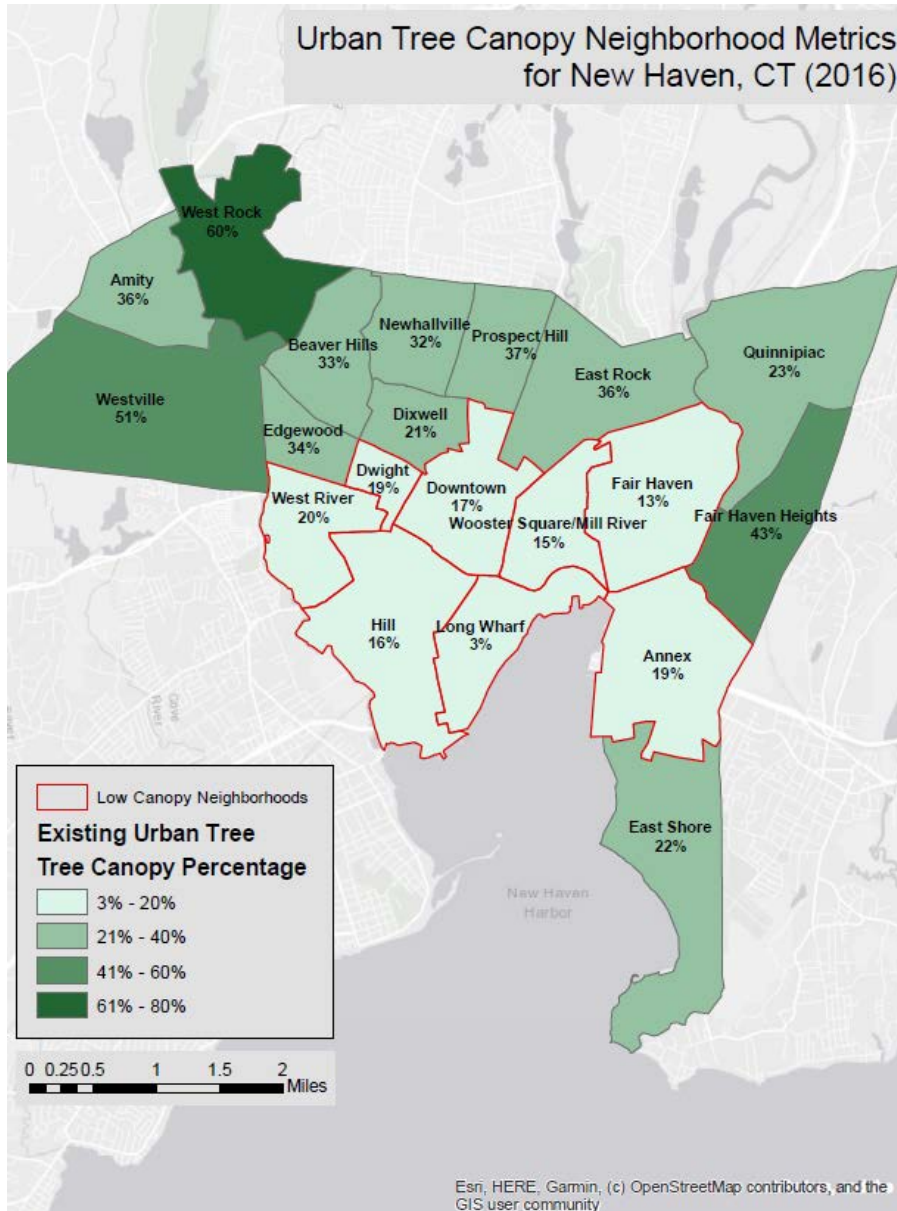 Urban Tree Canopy Neighborhood Metrics
for New Haven, CT (2016)
West Rock
60%
Amity
36%
Newhallville
32%
Prospect Hill
37%
Beaver Hills
33%
Quinnipiac
23%
East Rock
36%
Westville
51%
Dixwell
21%
Edgewood
34%
Dwight
19%
Downtown
17%
Fair Haven
13%
West River
20%
Wooster Square/Mill River
15%
Fair Haven Heights
43%
Hill
16%
Long Wharf
3%
Annex
19%
Cove
River
East Shore
22%
New Haven
Harbor
Low Canopy Neighborhoods
Existing Urban Tree
Tree Canopy Percentage
3% - 20%
21% - 40%
41% - 60%
61% - 80%
0 0.25 0.5 1 1.5 2
Miles
Esri, HERE, Garmin, (c) OpenStreetMap contributors, and the
GIS user community